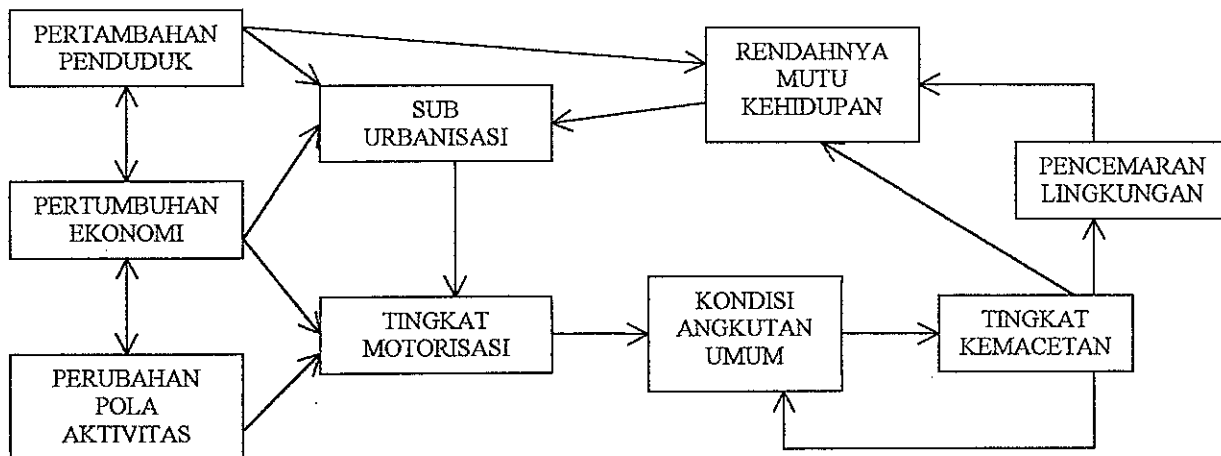 PERTAMBAHAN
PENDUDUK
RENDAHNYA
MUTU
KEHIDUPAN
SUB
URBANISASI
PENCEMARAN
LINGKUNGAN
PERTUMBUHAN
EKONOMI
TINGKAT
MOTORISASI
KONDISI
ANGKUTAN
UMUM
TINGKAT
KEMACETAN
PERUBAHAN
POLA
AKTIVITAS